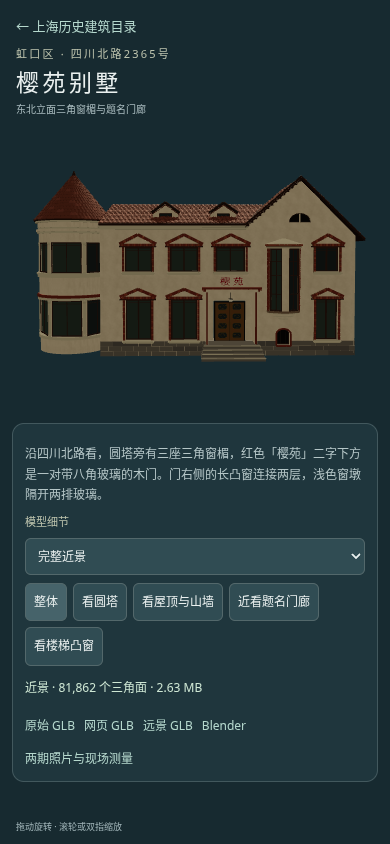 ← 上海历史建筑目录
虹口区 · 四川北路2365号
樱苑别墅
东北立面三角窗楣与题名门廊
樱苑
沿四川北路看，圆塔旁有三座三角窗楣，红色「樱苑」二字下方
是一对带八角玻璃的木门。门右侧的长凸窗连接两层，浅色窗墩
隔开两排玻璃。
模型细节
完整近景
整体 看圆塔 看屋顶与山墙 近看题名门廊
看楼梯凸窗
近景 · 81,862 个三角面 · 2.63 MB
原始 GLB 网页 GLB 远景 GLB Blender
两期照片与现场测量
拖动旋转 · 滚轮或双指缩放